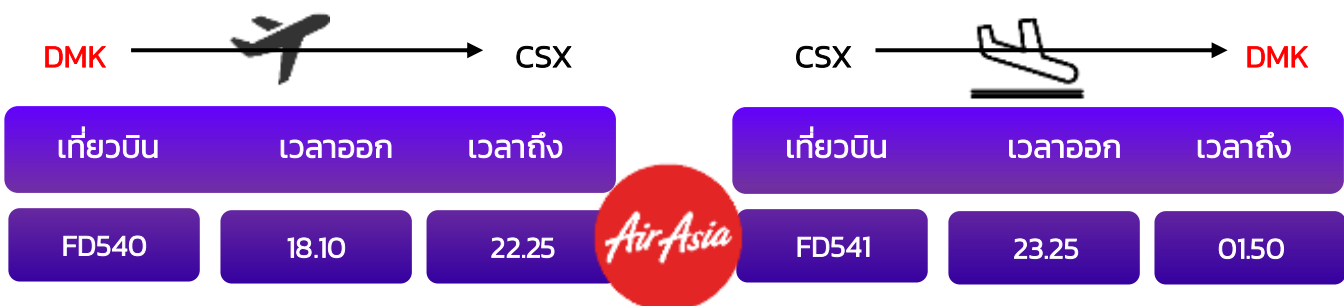 DMK CSX
เที่ยวบิน เวลาออก เวลาถึง
FD540 18.10 22.25
AirAsia
CSX DMK
เที่ยวบิน เวลาออก เวลาถึง
FD541 23.25 01.50